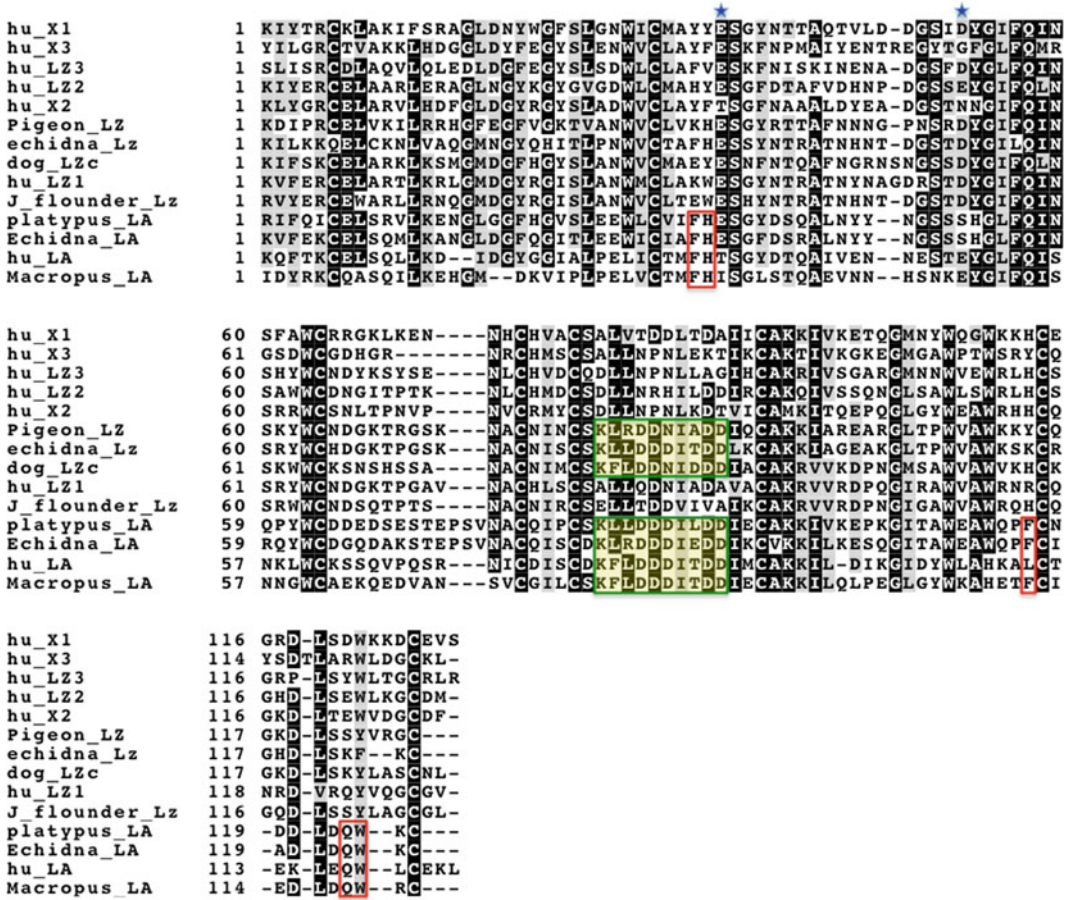 hu_X1 1 KIYTRCKLAKIFSRAGLDNYWGFSLGNWICMAYYESGYNTTAQTVLD-DGSIDYGIFQIN
hu_X3 1 YILGRCTVAKKLHDGGLDYFEGYSLENWVCLAYFESKFNPMAIYENTREGYTGFGLFQMR
hu_LZ3 1 SLISRCDLAQVLQLEDLDGFEGYSLSDWLCLAFVESKFNISKINENA-DGSFDYGLFQIN
hu_LZ2 1 KIYERCELAARLERAGLNGYKGYGVGDWLCMAHYESGFDTAFVDHNP-DGSSEYGIFQLN
hu_X2 1 KLYGRCELARVLHDFGLDGYRGYSLADWVCLAYFTSGFNAAALDYEA-DGSTNNGIFQIN
Pigeon_LZ 1 KDIPRCELVKILRRHGFEGFVGKTVANWVCLVKHESGYRTTAFNNNG-PNSRDYGIFQIN
echidna_Lz 1 KILKKQELCKNLVAQGMNGYQHITLPNWVCTAFHESSYNTRATNHNT-DGSTDYGILQIN
dog_LZc 1 KIFSKCELARKLKSMGMDGFHGYSLANWVCMAEYESNFNTQAFNGRNSNGSSDYGIFQLN
hu_LZ1 1 KVFERCELARTLKRLGMDGYRGISLANWMCLAKWESGYNTRATNYNAGDRSTDYGIFQIN
J_flounder_Lz 1 RVYERCEWARLLRNQGMDGYRGISLANWVCLTEWESHYNTRATNHNT-DGSTDYGIFQIN
platypus_LA 1 RIFQICELSRVLKENGLGGFHGVSLEEWLCVIFHESGYDSQALNYY--NGSSSHGLFQIN
Echidna_LA 1 KVFEKCELSQMLKANGLDGFQGITLEEWICIAFHESGFDSRALNYY--NGSSSHGLFQIN
hu_LA 1 KQFTKCELSQLLKD--IDGYGGIALPELICTMFHTSGYDTQAIVEN--NESTEYGLFQIS
Macropus_LA 1 IDYRKCQASQILKEHGM--DKVIPLPELVCTMFHISGLSTQAEVNN--HSNKEYGIFQIS
hu_X1 60 SFAWCRRGKLKEN----NHCHVACSALVTDDLTDAIICAKKIVKETQGMNYWQGWKKHCE
hu_X3 61 GSDWCGDHGR-------NRCHMSCSALLNPNLEKTIKCAKTIVKGKEGMGAWPTWSRYCQ
hu_LZ3 60 SHYWCNDYKSYSE----NLCHVDCQDLLNPNLLAGIHCAKRIVSGARGMNNWVEWRLHCS
hu_LZ2 60 SAWWCDNGITPTK----NLCHMDCHDLLNRHILDDIRCAKQIVSSQNGLSAWLSWRLHCS
hu_X2 60 SRRWCSNLTPNVP----NVCRMYCSDLLNPNLKDTVICAMKITQEPQGLGYWEAWRHHCQ
Pigeon_LZ 60 SKYWCNDGKTRGSK---NACNINCSKLRDDNIADDIQCAKKIAREARGLTPWVAWKKYCQ
echidna_Lz 60 SRYWCHDGKTPGSK---NACNISCSKLLDDDITDDLKCAKKIAGEAKGLTPWVAWKSKCR
dog_LZc 61 SKWWCKSNSHSSA----NACNIMCSKFLDDNIDDDIACAKRVVKDPNGMSAWVAWVKHCK
hu_LZ1 61 SRYWCNDGKTPGAV---NACHLSCSALLQDNIADAVACAKRVVRDPQGIRAWVAWRNRCQ
J_flounder_Lz 60 SRYWCNDSQTPTS----NACNIRCSELLTDDVIVAIKCAKRVVRDPNGIGAWVAWRQHCQ
platypus_LA 59 QPYWCDDEDSESTEPSVNACQIPCSKLLDDDILDDIECAKKIVKEPKGITAWEAWQPFCN
Echidna_LA 59 RQYWCDGQDAKSTEPSVNACQISCDKLRDDDIEDDIKCVKKILKESQGITAWEAWQPFCI
hu_LA 57 NKLWCKSSQVPQSR---NICDISCDKFLDDDITDDIMCAKKIL-DIKGIDYWLAHKALCT
Macropus_LA 57 NNGWCAEKQEDVAN---SVCGILCSKFLDDDITDDIECAKKILQLPEGLGYWKAHETFCT
hu_X1 116 GRD-LSDWKKDCEVS
hu_X3 114 YSDTLARWLDGCKL-
hu_LZ3 116 GRP-LSYWLTGCRLR
hu_LZ2 116 GHD-LSEWLKGCDM-
hu_X2 116 GKD-LTEWVDGCDF-
Pigeon_LZ 117 GKD-LSSYVRGC---
echidna_Lz 117 GHD-LSKF--KC---
dog_LZc 117 GKD-LSKYLASCNL-
hu_LZ1 118 NRD-VRQYVQGCGV-
J_flounder_Lz 116 GQD-LSSYLAGCGL-
platypus_LA 119 -DD-LDQW--KC---
Echidna_LA 119 -AD-LDQW--KC---
hu_LA 113 -EK-LEQW--LCEKL
Macropus_LA 114 -ED-LDQW--RC---